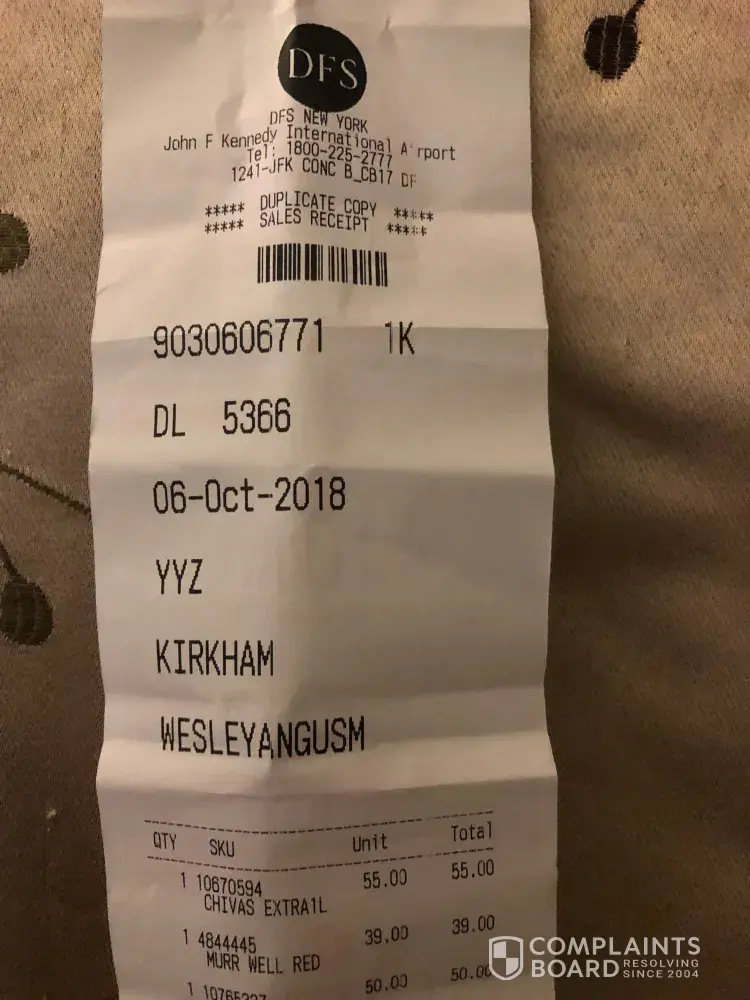 DFS
DFS NEW YORK
John F Kennedy International A rport
Tel: 1800-225-2777
1241-JFK CONC B_CB17 DF
***** DUPLICATE COPY *****
***** SALES RECEIPT *****
9030606771 1K
DL 5366
06-Oct-2018
YYZ
KIRKHAM
WESLEYANGUSM
QTY SKU Unit Total
1 10670594 55.00 55.00
CHIVAS EXTRA1L
1 4844445 39.00 39.00
MURR WELL RED
1 50.00 50.00
COMPLAINTS
BOARD RESOLVING
SINCE 2004